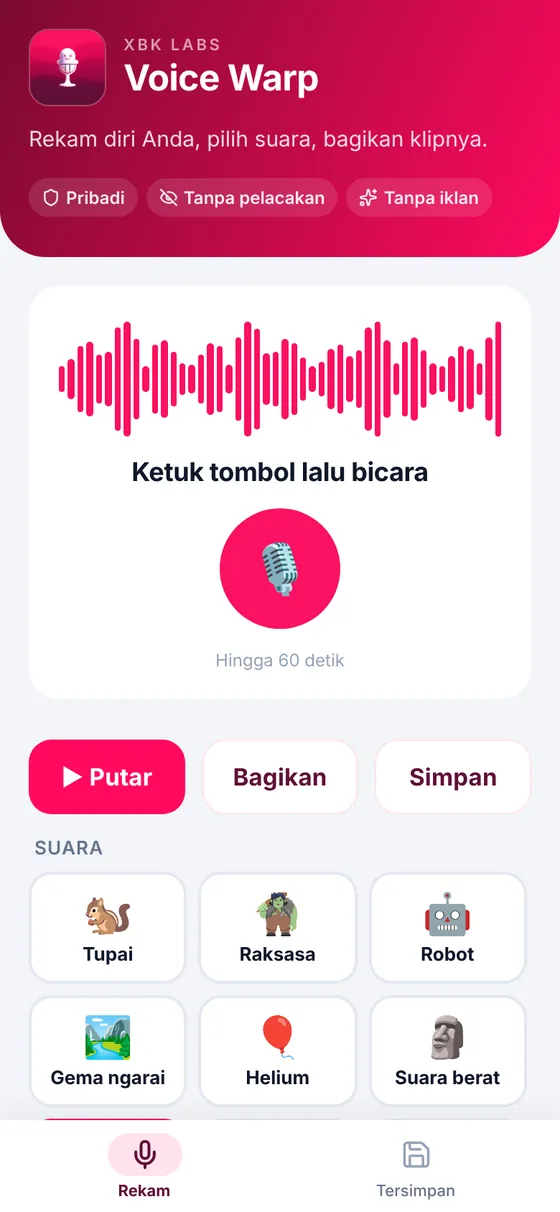 XBK LABS
Voice Warp
Rekam diri Anda, pilih suara, bagikan klipnya.
Pribadi
Tanpa pelacakan
Tanpa iklan
Ketuk tombol lalu bicara
Hingga 60 detik
▶ Putar
Bagikan
Simpan
SUARA
Tupai
Raksasa
Robot
Gema ngarai
Helium
Suara berat
Rekam
Tersimpan